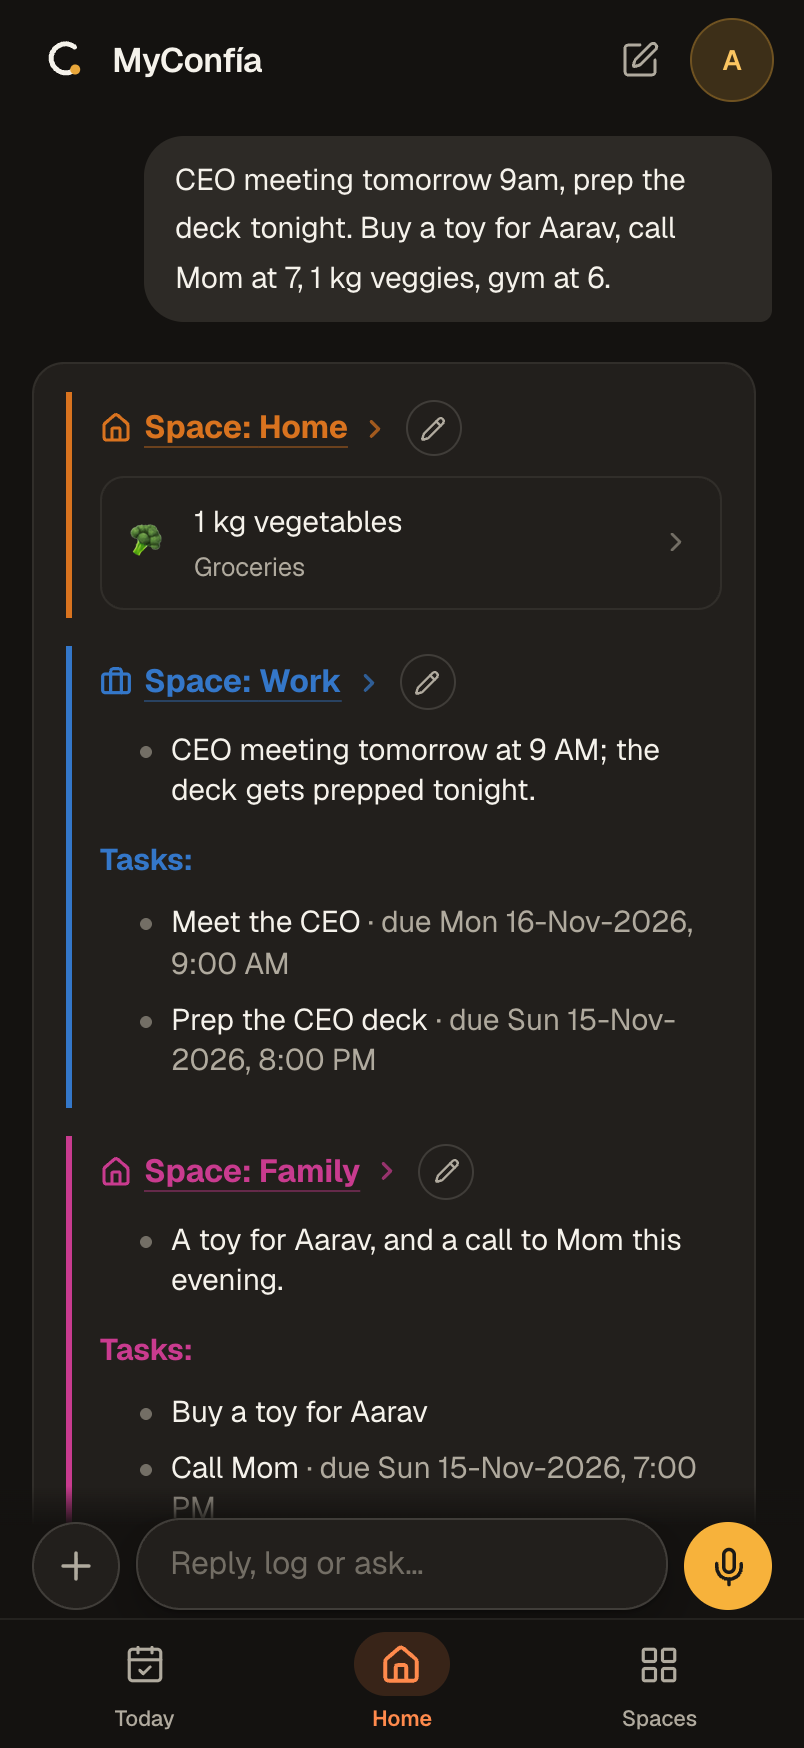 MyConfía
A
CEO meeting tomorrow 9am, prep the
deck tonight. Buy a toy for Aarav, call
Mom at 7, 1 kg veggies, gym at 6.
Space: Home
1 kg vegetables
Groceries
Space: Work
CEO meeting tomorrow at 9 AM; the
deck gets prepped tonight.
Tasks:
Meet the CEO · due Mon 16-Nov-2026,
9:00 AM
Prep the CEO deck · due Sun 15-Nov-
2026, 8:00 PM
Space: Family
A toy for Aarav, and a call to Mom this
evening.
Tasks:
Buy a toy for Aarav
Call Mom · due Sun 15-Nov-2026, 7:00
PM
Reply, log or ask...
Today
Home
Spaces